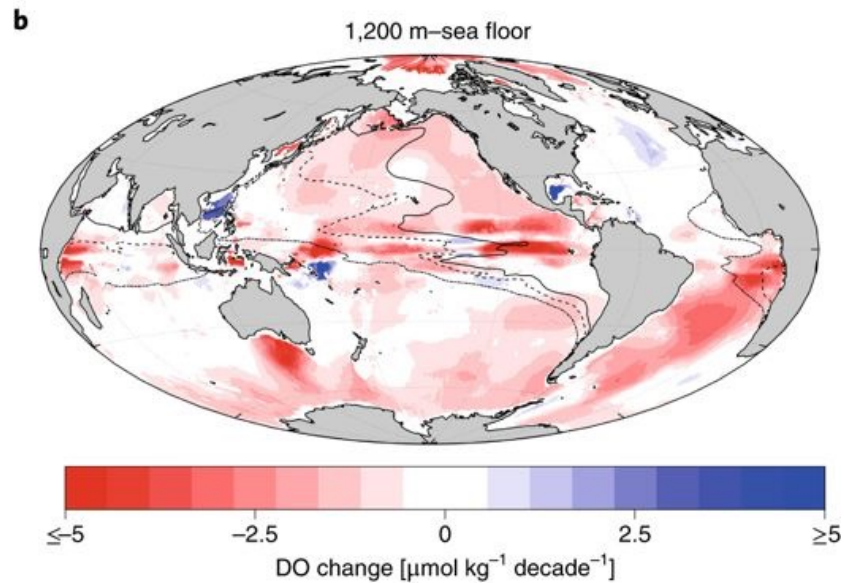 b
1,200 m–sea floor
≤–5 –2.5 0 2.5 ≥5
DO change [μmol kg⁻¹ decade⁻¹]